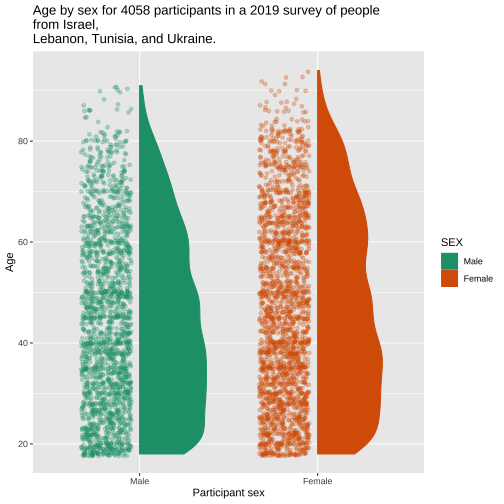 Age by sex for 4058 participants in a 2019 survey of people
from Israel,
Lebanon, Tunisia, and Ukraine.
80
60
40
20
Age
Male
Female
Participant sex
SEX
Male
Female